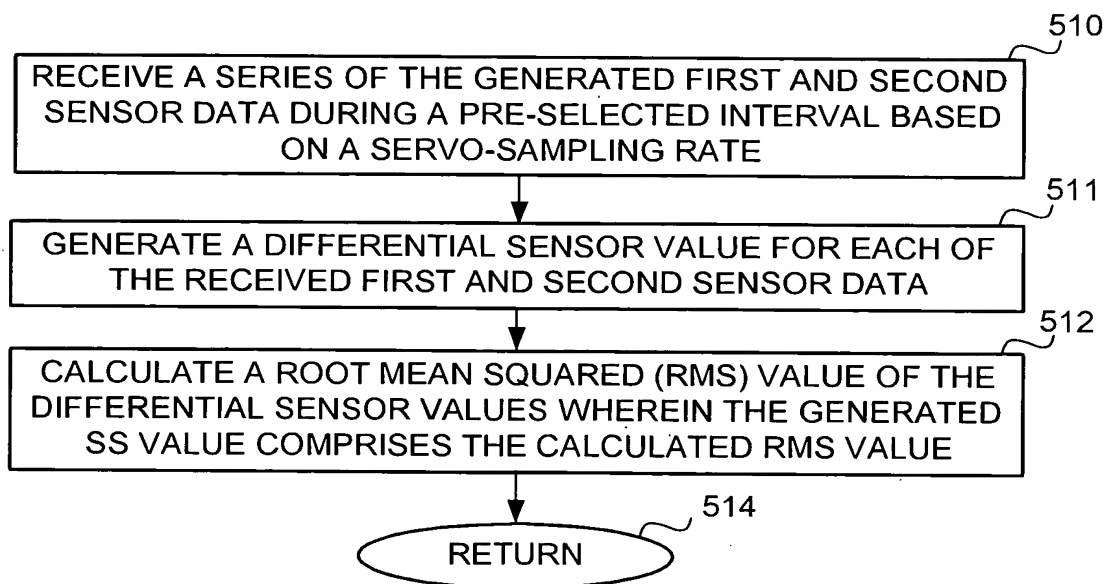 510
RECEIVE A SERIES OF THE GENERATED FIRST AND SECOND
SENSOR DATA DURING A PRE-SELECTED INTERVAL BASED
ON A SERVO-SAMPLING RATE
511
GENERATE A DIFFERENTIAL SENSOR VALUE FOR EACH OF
THE RECEIVED FIRST AND SECOND SENSOR DATA
512
CALCULATE A ROOT MEAN SQUARED (RMS) VALUE OF THE
DIFFERENTIAL SENSOR VALUES WHEREIN THE GENERATED
SS VALUE COMPRISES THE CALCULATED RMS VALUE
514
RETURN